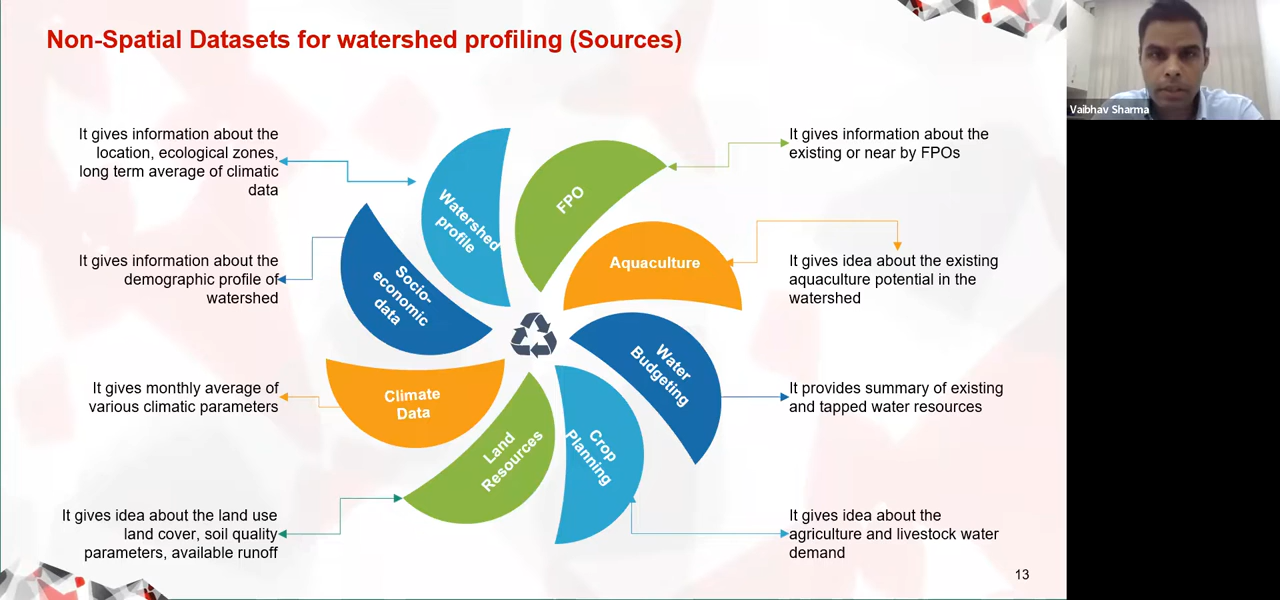 Non-Spatial Datasets for watershed profiling (Sources)
Vaibhav Sharma
It gives information about the
location, ecological zones,
long term average of climatic
data
Watershed
profile
FPO
It gives information about the
existing or near by FPOs
It gives information about the
demographic profile of
watershed
Socio-
economic
data
Aquaculture
It gives idea about the existing
aquaculture potential in the
watershed
It gives monthly average of
various climatic parameters
Climate
Data
Water
Budgeting
It provides summary of existing
and tapped water resources
It gives idea about the land use
land cover, soil quality
parameters, available runoff
Land
Resources
Crop
Planning
It gives idea about the
agriculture and livestock water
demand
13